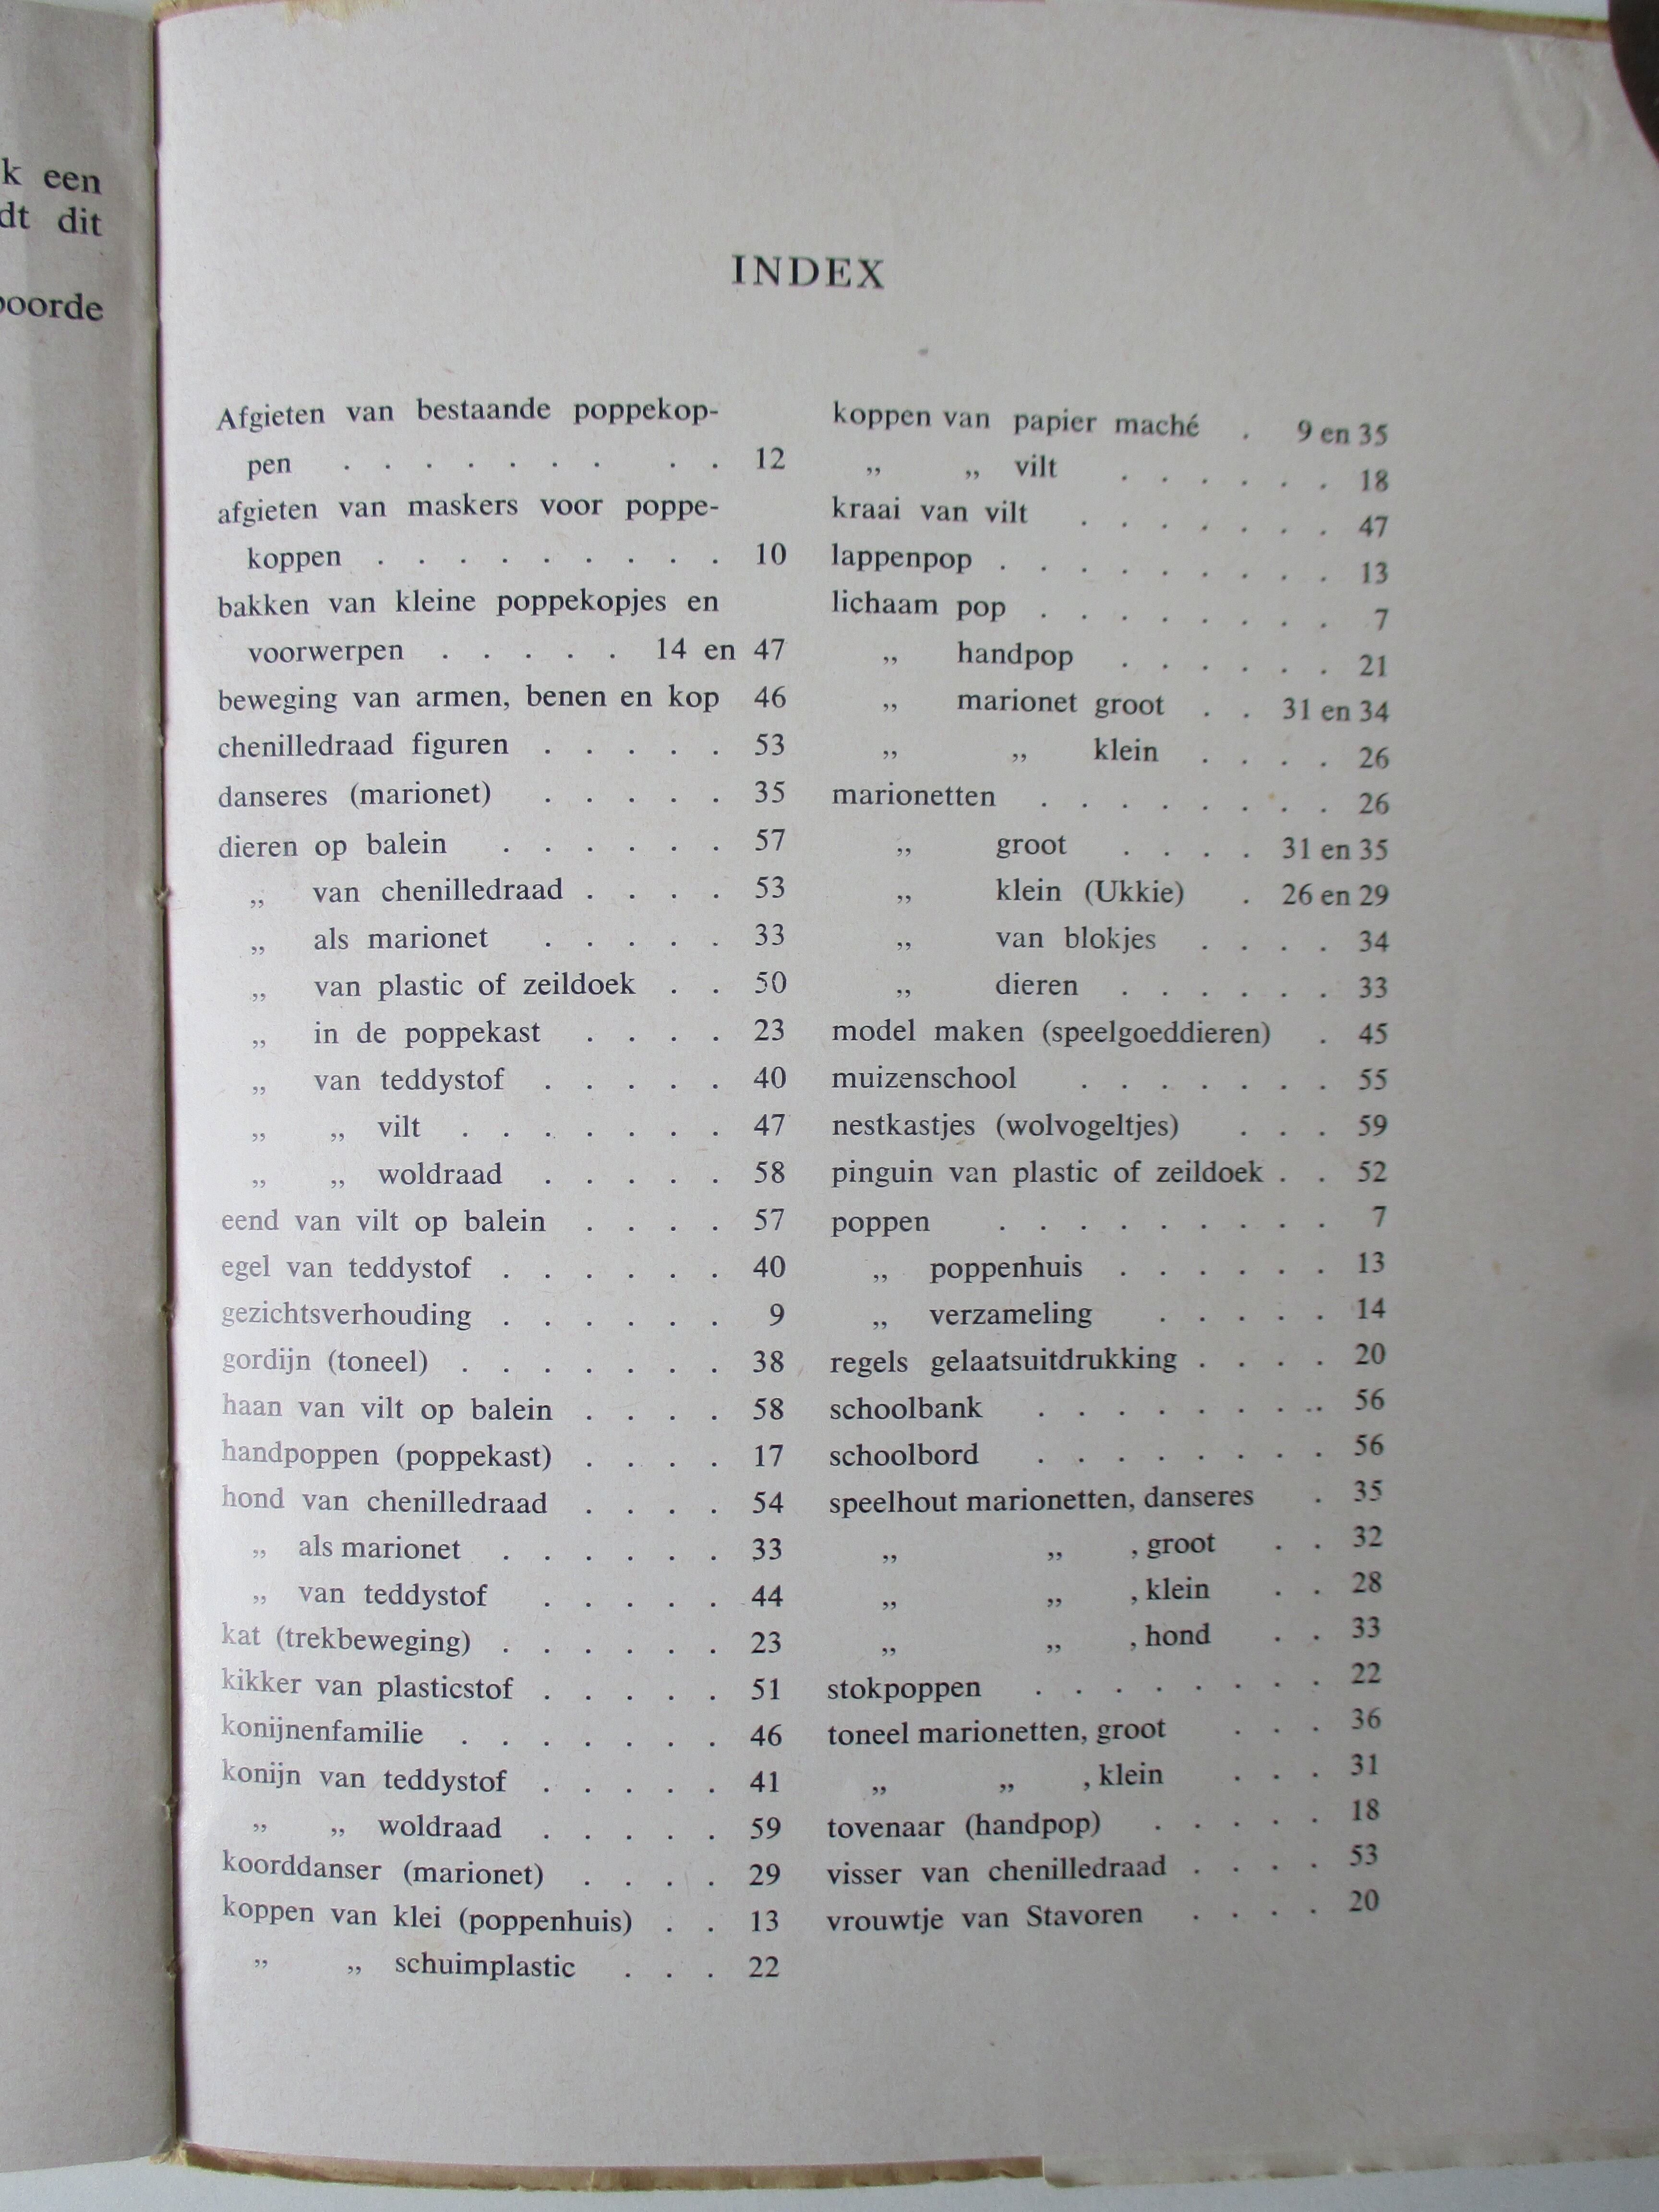 k een
dt dit
oorde
INDEX
Afgieten van bestaande poppekop-
pen . . . . . . . . . 12
afgieten van maskers voor poppe-
koppen . . . . . . . . . 10
bakken van kleine poppekopjes en
voorwerpen . . . . . 14 en 47
beweging van armen, benen en kop 46
chenilledraad figuren . . . . . 53
danseres (marionet) . . . . . 35
dieren op balein . . . . . . 57
„ van chenilledraad . . . . 53
„ als marionet . . . . . 33
„ van plastic of zeildoek . . 50
„ in de poppekast . . . . 23
„ van teddystof . . . . . 40
„ „ vilt . . . . . . . 47
„ „ woldraad . . . . . 58
eend van vilt op balein . . . . 57
egel van teddystof . . . . . . 40
gezichtsverhouding . . . . . . 9
gordijn (toneel) . . . . . . . 38
haan van vilt op balein . . . . 58
handpoppen (poppekast) . . . . 17
hond van chenilledraad . . . . 54
„ als marionet . . . . . . 33
„ van teddystof . . . . . 44
kat (trekbeweging) . . . . . . 23
kikker van plasticstof . . . . . 51
konijnenfamilie . . . . . . . 46
konijn van teddystof . . . . . 41
„ „ woldraad . . . . . 59
koorddanser (marionet) . . . . 29
koppen van klei (poppenhuis) . . 13
„ „ schuimplastic . . . 22
koppen van papier maché . 9 en 35
„ „ vilt . . . . . . 18
kraai van vilt . . . . . . . 47
lappenpop . . . . . . . . . 13
lichaam pop . . . . . . . . 7
„ handpop . . . . . . 21
„ marionet groot . . 31 en 34
„ „ klein . . . . 26
marionetten . . . . . . . . 26
„ groot . . . . 31 en 35
„ klein (Ukkie) . 26 en 29
„ van blokjes . . . . 34
„ dieren . . . . . . 33
model maken (speelgoeddieren) . 45
muizenschool . . . . . . . 55
nestkastjes (wolvogeltjes) . . . 59
pinguin van plastic of zeildoek . . 52
poppen . . . . . . . . . 7
„ poppenhuis . . . . . . 13
„ verzameling . . . . . 14
regels gelaatsuitdrukking . . . . 20
schoolbank . . . . . . . . 56
schoolbord . . . . . . . . 56
speelhout marionetten, danseres . 35
„ „ , groot . . 32
„ „ , klein . . 28
„ „ , hond . . 33
stokpoppen . . . . . . . . 22
toneel marionetten, groot . . . 36
„ „ , klein . . . 31
tovenaar (handpop) . . . . . 18
visser van chenilledraad . . . . 53
vrouwtje van Stavoren . . . . 20